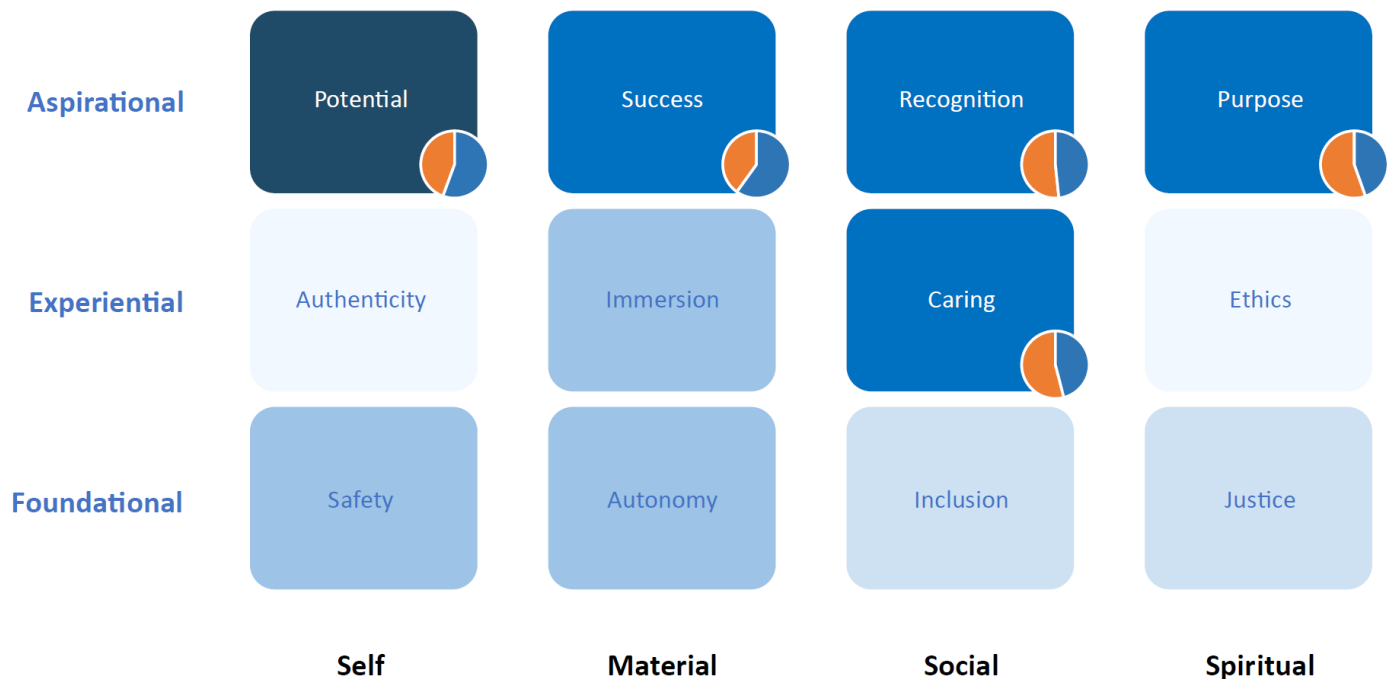 Aspirational
Potential
Success
Recognition
Purpose
Experiential
Authenticity
Immersion
Caring
Ethics
Foundational
Safety
Autonomy
Inclusion
Justice
Self
Material
Social
Spiritual